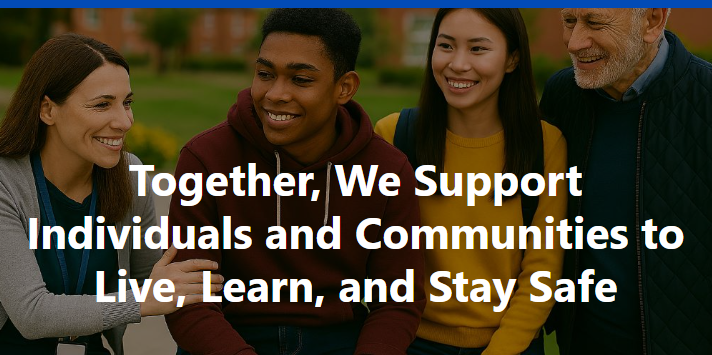 Together, We Support
Individuals and Communities to
Live, Learn, and Stay Safe